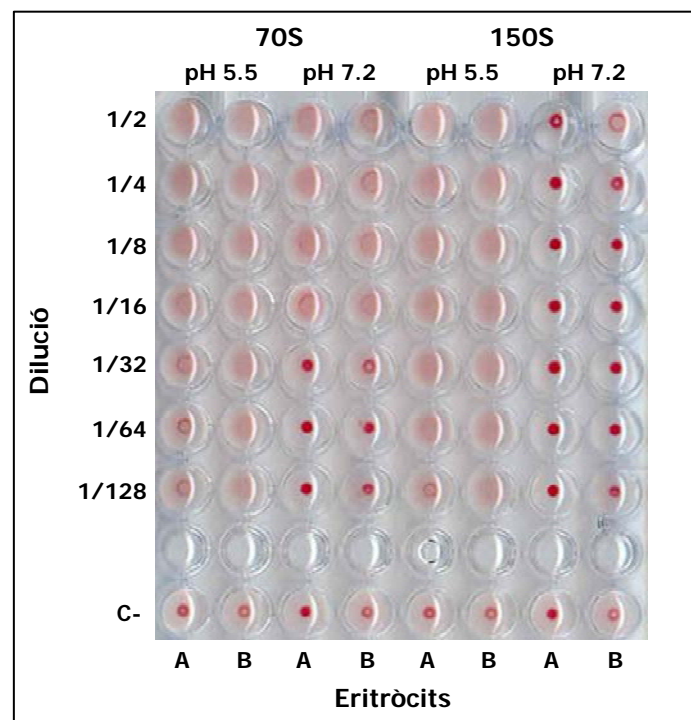 70S 150S
pH 5.5 pH 7.2 pH 5.5 pH 7.2
1/2
1/4
1/8
1/16
1/32
1/64
1/128
C-
Dilució
A B A B A B A B
Eritròcits